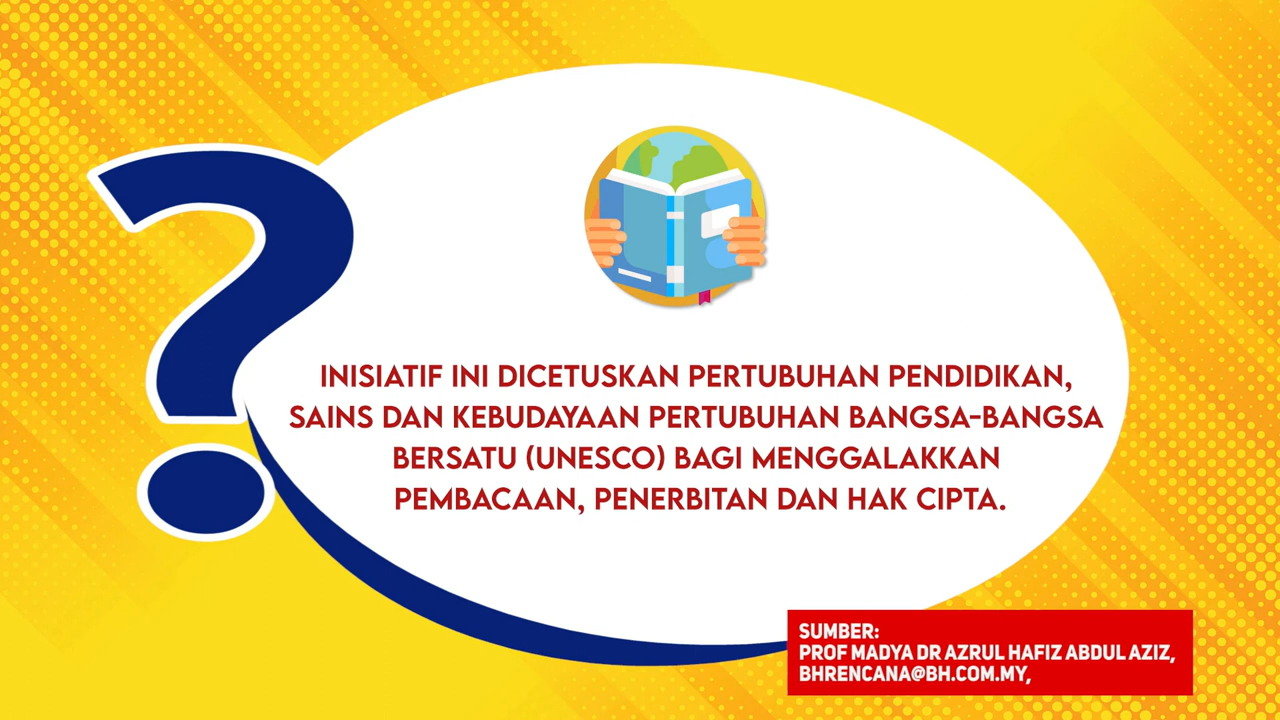 INISIATIF INI DICETUSKAN PERTUBUHAN PENDIDIKAN,
SAINS DAN KEBUDAYAAN PERTUBUHAN BANGSA-BANGSA
BERSATU (UNESCO) BAGI MENGGALAKKAN
PEMBACAAN, PENERBITAN DAN HAK CIPTA.
SUMBER:
PROF MADYA DR AZRUL HAFIZ ABDUL AZIZ,
BHRENCANA@BH.COM.MY,